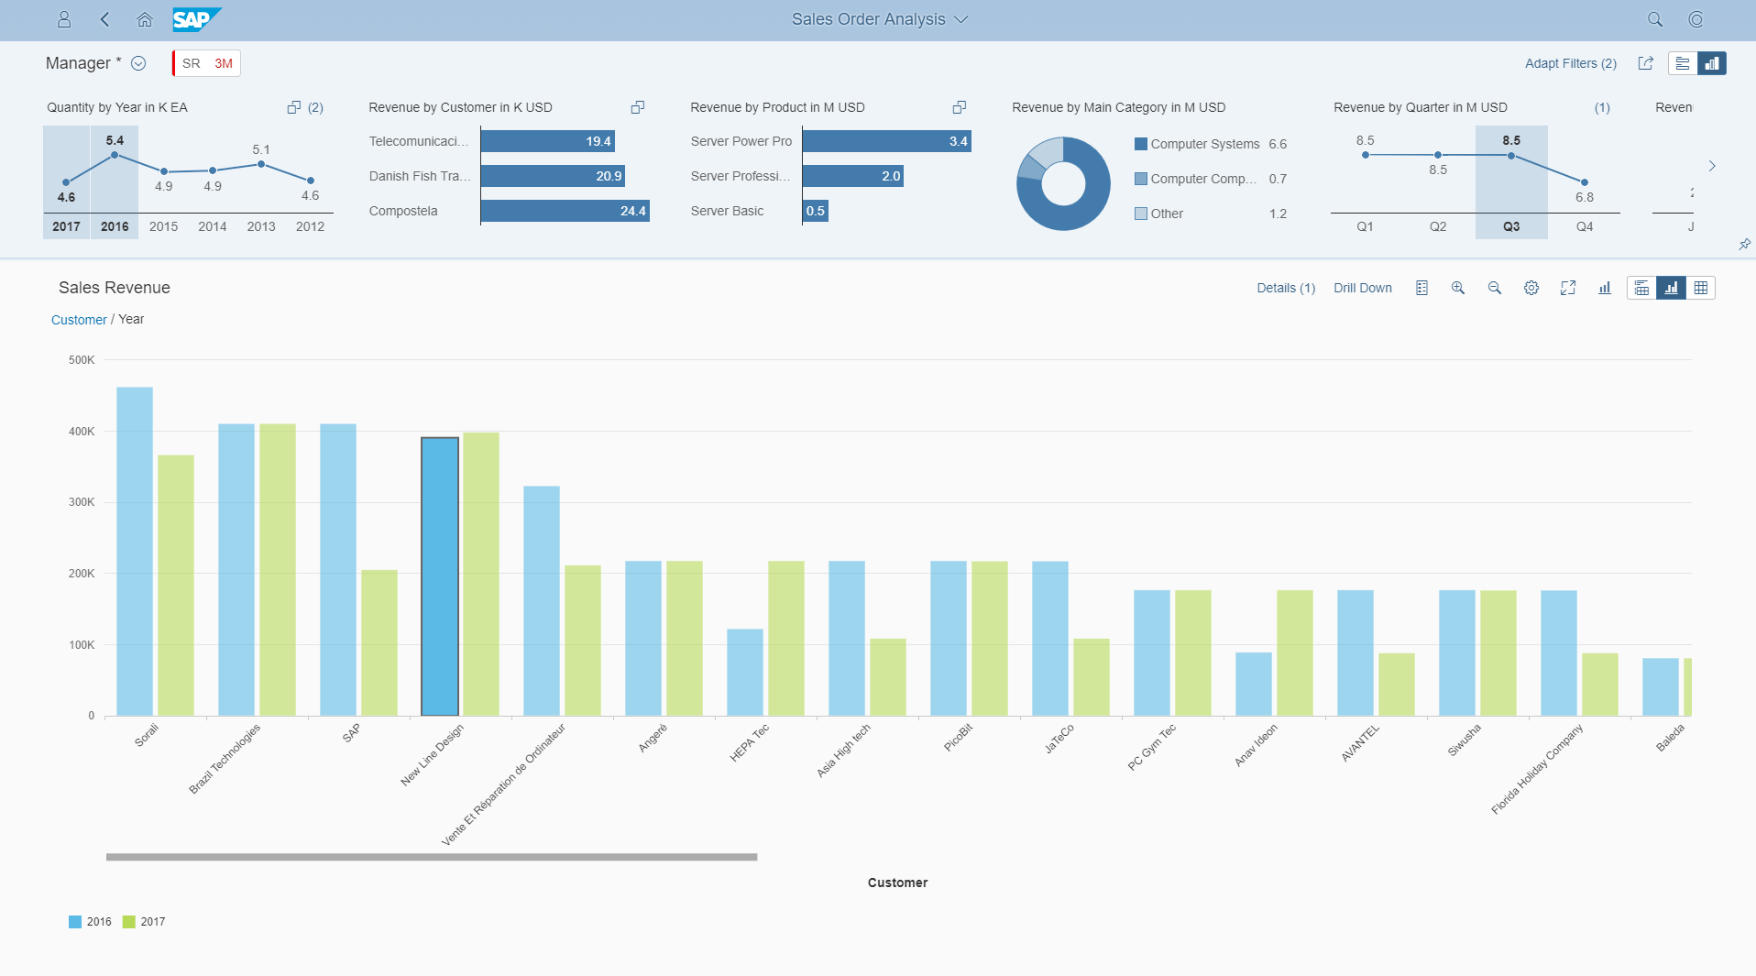 SAP
Sales Order Analysis
Manager *
SR 3M
Adapt Filters (2)
Quantity by Year in K EA (2)
4.6
5.4
4.9
4.9
5.1
4.6
2017 2016 2015 2014 2013 2012
Revenue by Customer in K USD
Telecomunicaci... 19.4
Danish Fish Tra... 20.9
Compostela 24.4
Revenue by Product in M USD
Server Power Pro 3.4
Server Professi... 2.0
Server Basic 0.5
Revenue by Main Category in M USD
Computer Systems 6.6
Computer Comp... 0.7
Other 1.2
Revenue by Quarter in M USD (1)
8.5
8.5
8.5
6.8
Q1 Q2 Q3 Q4
Sales Revenue
Details (1) Drill Down
Customer / Year
500K
400K
300K
200K
100K
0
Sorali
Brazil Technologies
SAP
New Line Design
Vente Et Réparation de Ordinateur
Angeré
HEPA Tec
Asia High tech
PicoBit
JaTeCo
PC Gym Tec
Anav Ideon
AVANTEL
Siwusha
Florida Holiday Company
Baleda
Customer
2016 2017